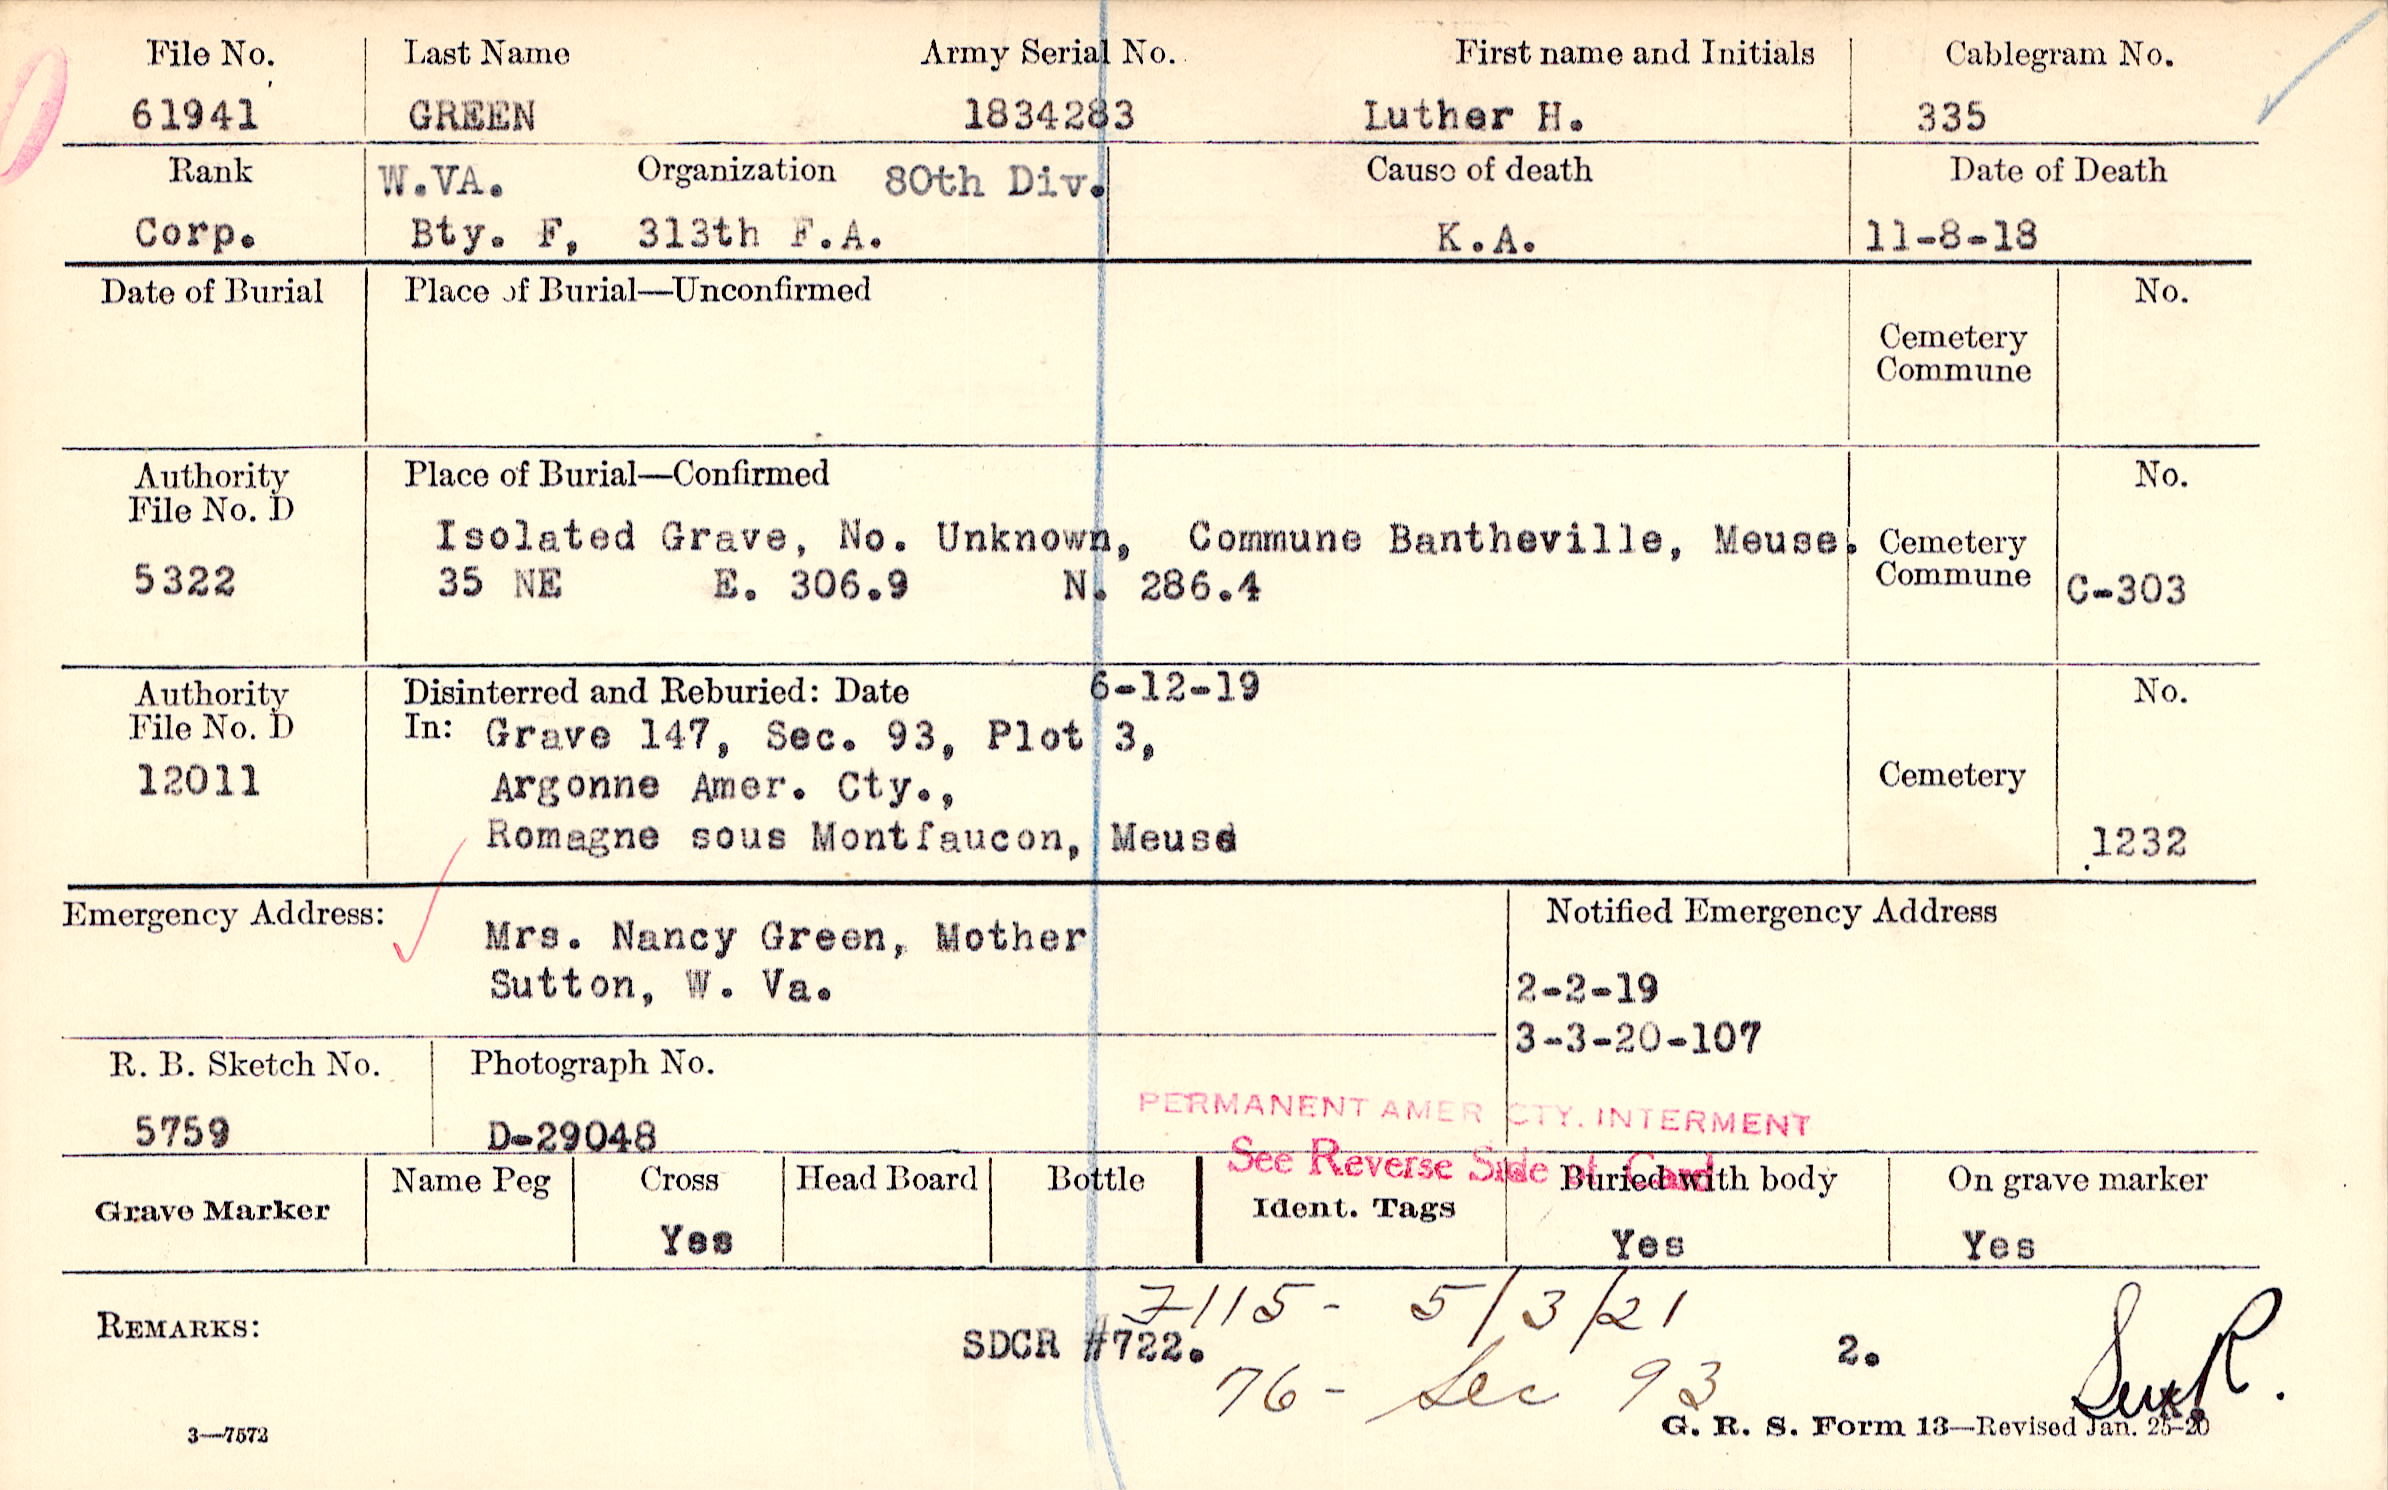 File No. Last Name Army Serial No. First name and Initials Cablegram No.
61941 GREEN 1834283 Luther H. 335
Rank W.VA. Organization 80th Div. Cause of death Date of Death
Corp. Bty. F, 313th F.A. K.A. 11-8-18
Date of Burial Place of Burial—Unconfirmed No.
Cemetery
Commune
Authority Place of Burial—Confirmed No.
File No. D
Isolated Grave, No. Unknown, Commune Bantheville, Meuse. Cemetery
5322 35 NE E. 306.9 N. 286.4 Commune C-303
Authority Disinterred and Reburied: Date 6-12-19 No.
File No. D In: Grave 147, Sec. 93, Plot 3,
12011 Argonne Amer. Cty., Cemetery
Romagne sous Montfaucon, Meuse 1232
Emergency Address: Notified Emergency Address
Mrs. Nancy Green, Mother
Sutton, W. Va. 2-2-19
3-3-20-107
R. B. Sketch No. Photograph No.
PERMANENT AMER CTY. INTERMENT
5759 D-29048
See Reverse Side of Card
Grave Marker Name Peg Cross Head Board Bottle Ident. Tags Buried with body On grave marker
Yes Yes Yes
7115 - 5/3/21
REMARKS: SDCR #722. 2.
76 - Sec 93
3—7572 G. R. S. Form 13—Revised Jan. 25-20